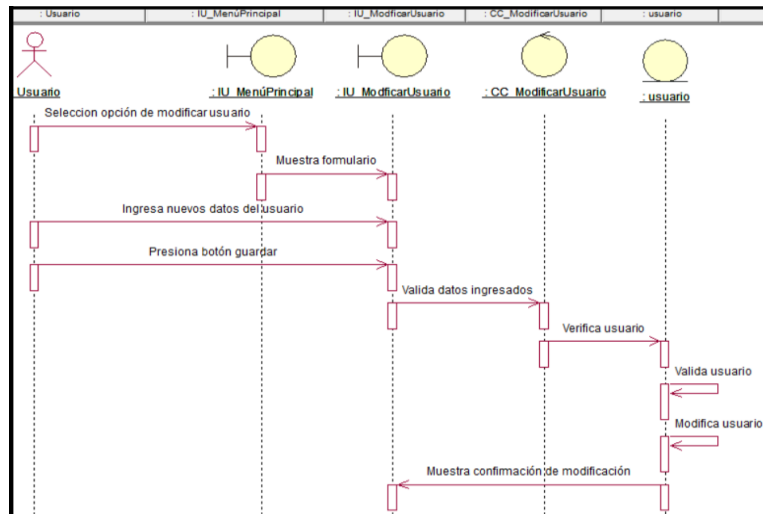 : Usuario
: IU_MenúPrincipal
: IU_ModficarUsuario
: CC_ModificarUsuario
: usuario
Usuario
: IU_MenúPrincipal
: IU_ModficarUsuario
: CC_ModificarUsuario
: usuario
Seleccion opción de modificar usuario
Muestra formulario
Ingresa nuevos datos del usuario
Presiona botón guardar
Valida datos ingresados
Verifica usuario
Valida usuario
Modifica usuario
Muestra confirmación de modificación